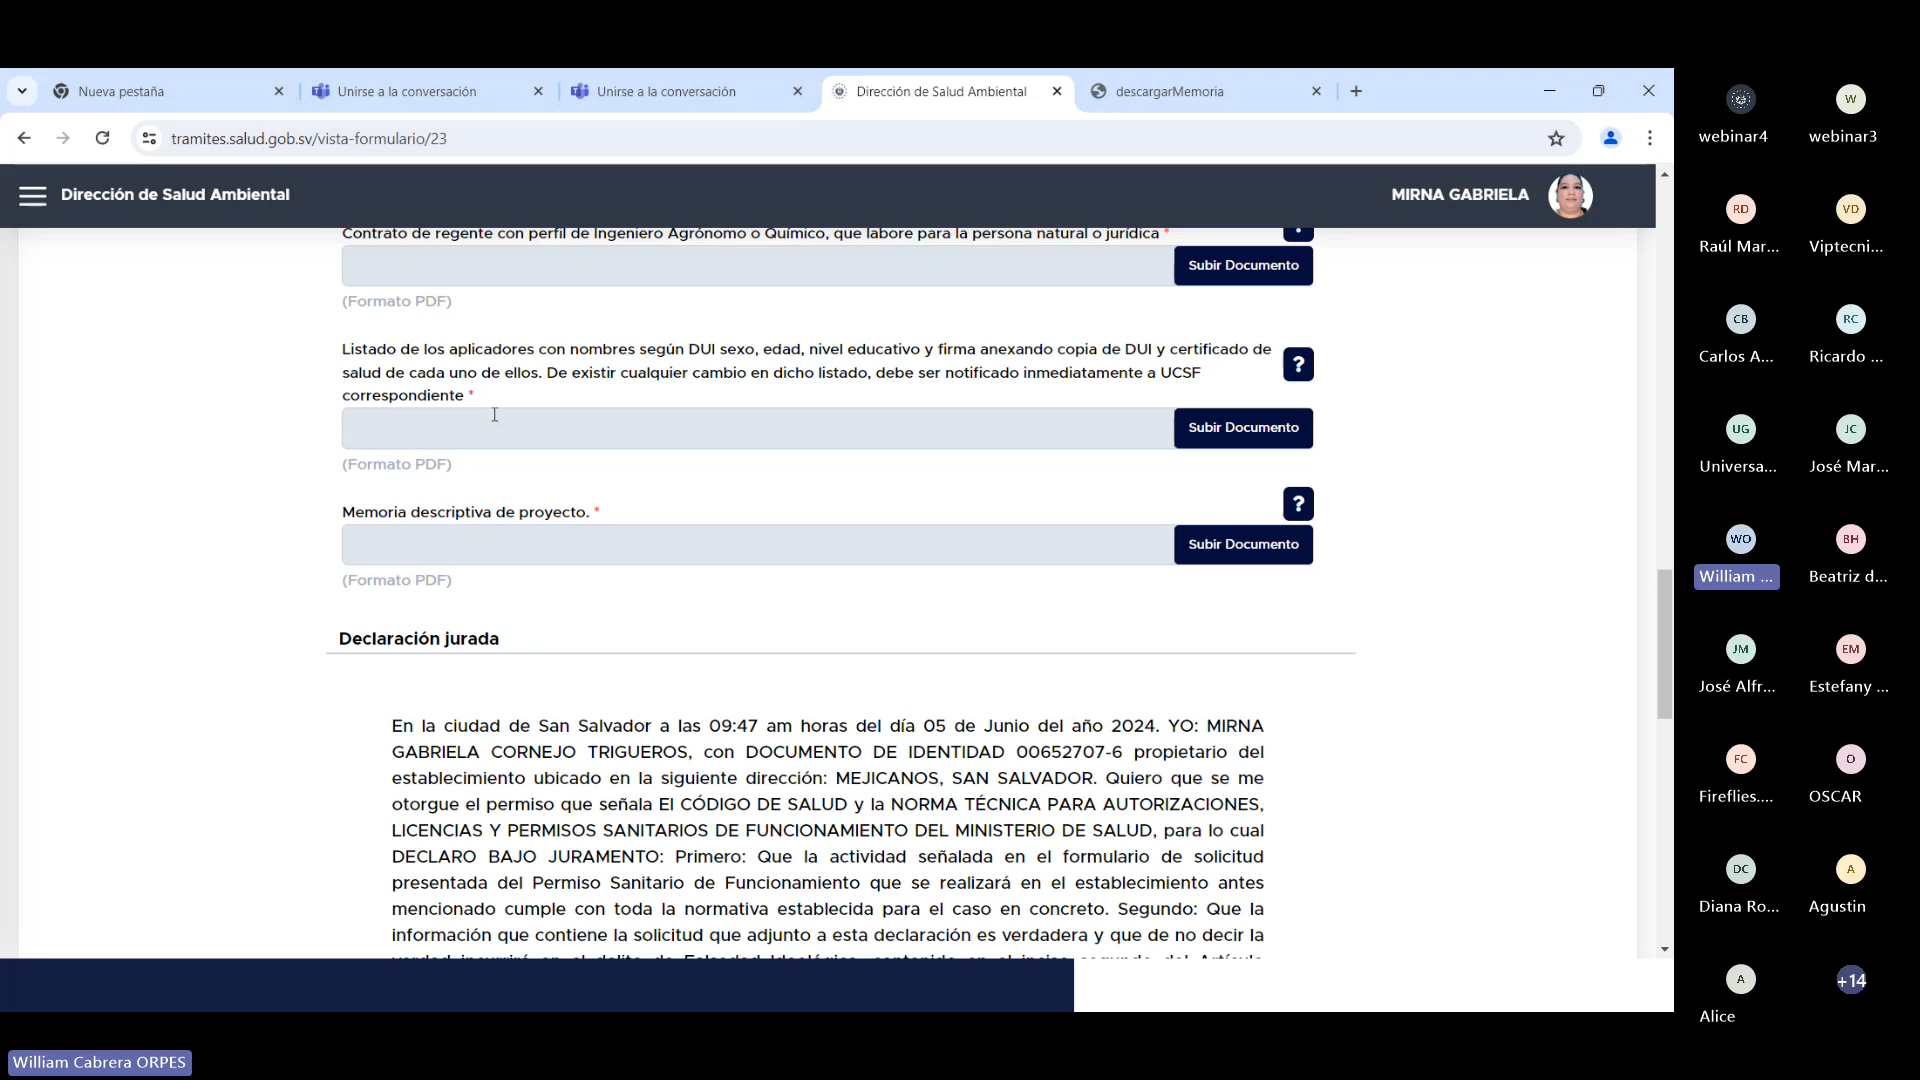 Nueva pestaña
Unirse a la conversación
Unirse a la conversación
Dirección de Salud Ambiental
descargarMemoria
tramites.salud.gob.sv/vista-formulario/23
Dirección de Salud Ambiental
MIRNA GABRIELA
Contrato de regente con perfil de Ingeniero Agrónomo o Químico, que labore para la persona natural o jurídica *
Subir Documento
(Formato PDF)
Listado de los aplicadores con nombres según DUI sexo, edad, nivel educativo y firma anexando copia de DUI y certificado de
salud de cada uno de ellos. De existir cualquier cambio en dicho listado, debe ser notificado inmediatamente a UCSF
correspondiente *
?
Subir Documento
(Formato PDF)
Memoria descriptiva de proyecto. *
?
Subir Documento
(Formato PDF)
Declaración jurada
En la ciudad de San Salvador a las 09:47 am horas del día 05 de Junio del año 2024. YO: MIRNA
GABRIELA CORNEJO TRIGUEROS, con DOCUMENTO DE IDENTIDAD 00652707-6 propietario del
establecimiento ubicado en la siguiente dirección: MEJICANOS, SAN SALVADOR. Quiero que se me
otorgue el permiso que señala El CÓDIGO DE SALUD y la NORMA TÉCNICA PARA AUTORIZACIONES,
LICENCIAS Y PERMISOS SANITARIOS DE FUNCIONAMIENTO DEL MINISTERIO DE SALUD, para lo cual
DECLARO BAJO JURAMENTO: Primero: Que la actividad señalada en el formulario de solicitud
presentada del Permiso Sanitario de Funcionamiento que se realizará en el establecimiento antes
mencionado cumple con toda la normativa establecida para el caso en concreto. Segundo: Que la
información que contiene la solicitud que adjunto a esta declaración es verdadera y que de no decir la
webinar4
W
webinar3
RD
Raúl Mar...
VD
Viptecni...
CB
Carlos A...
RC
Ricardo ...
UG
Universa...
JC
José Mar...
WO
William ...
BH
Beatriz d...
JM
José Alfr...
EM
Estefany ...
FC
Fireflies....
O
OSCAR
DC
Diana Ro...
A
Agustin
A
Alice
+14
William Cabrera ORPES